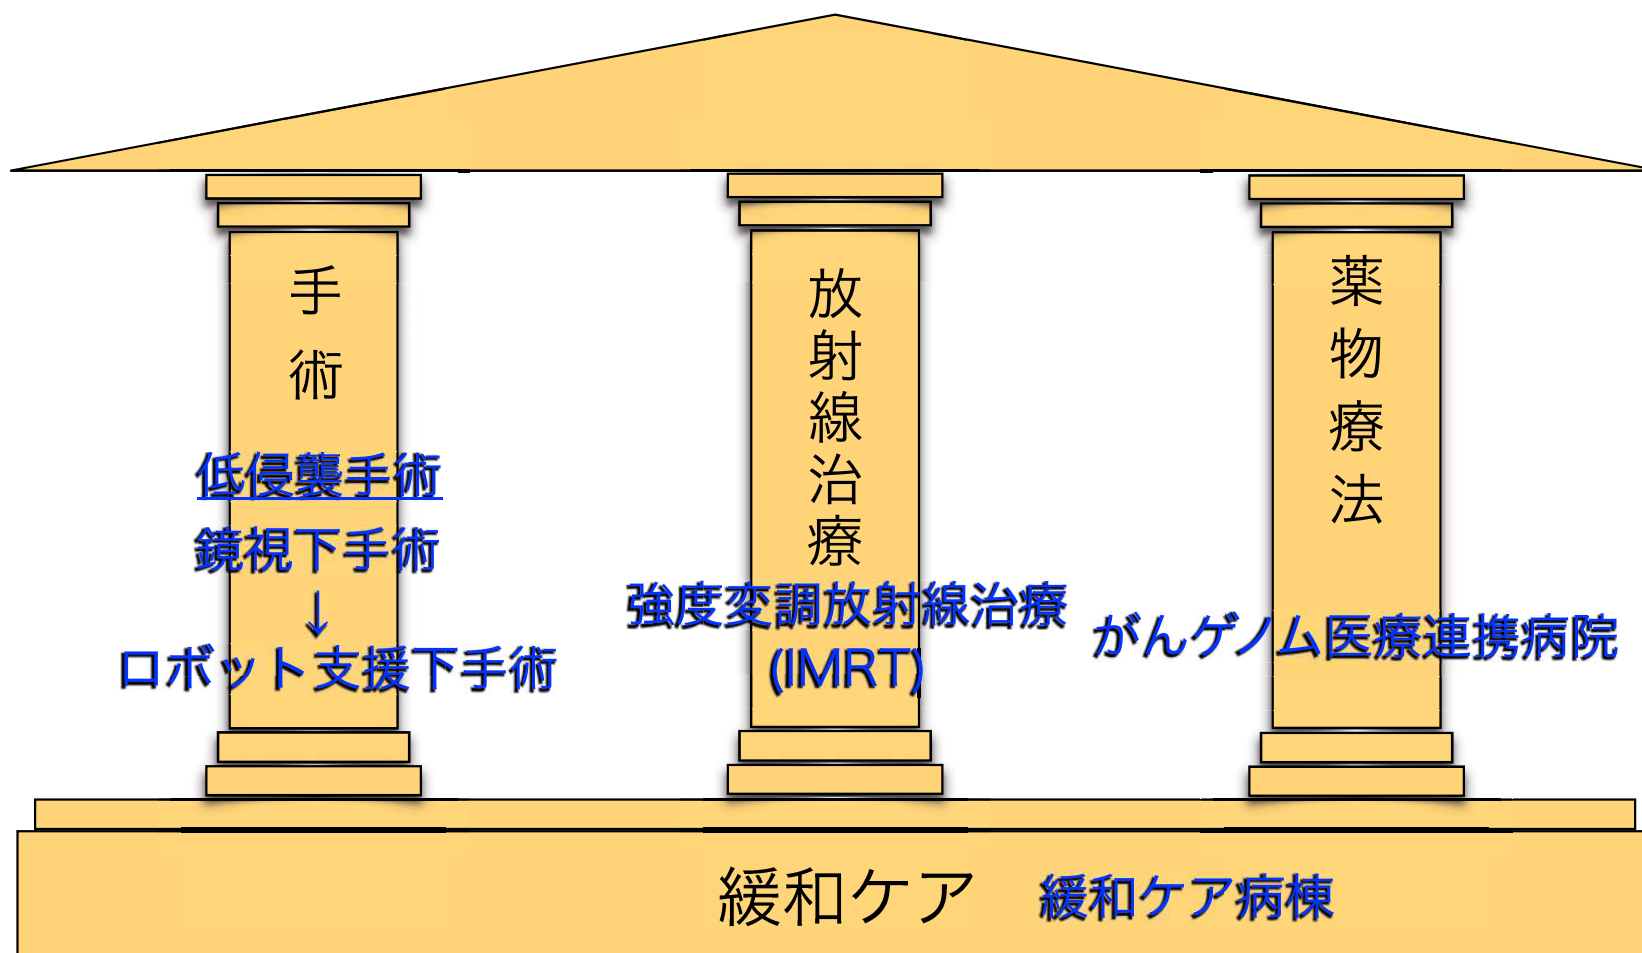 手術
低侵襲手術
鏡視下手術
↓
ロボット支援下手術
放射線治療
強度変調放射線治療
(IMRT)
薬物療法
がんゲノム医療連携病院
緩和ケア 緩和ケア病棟